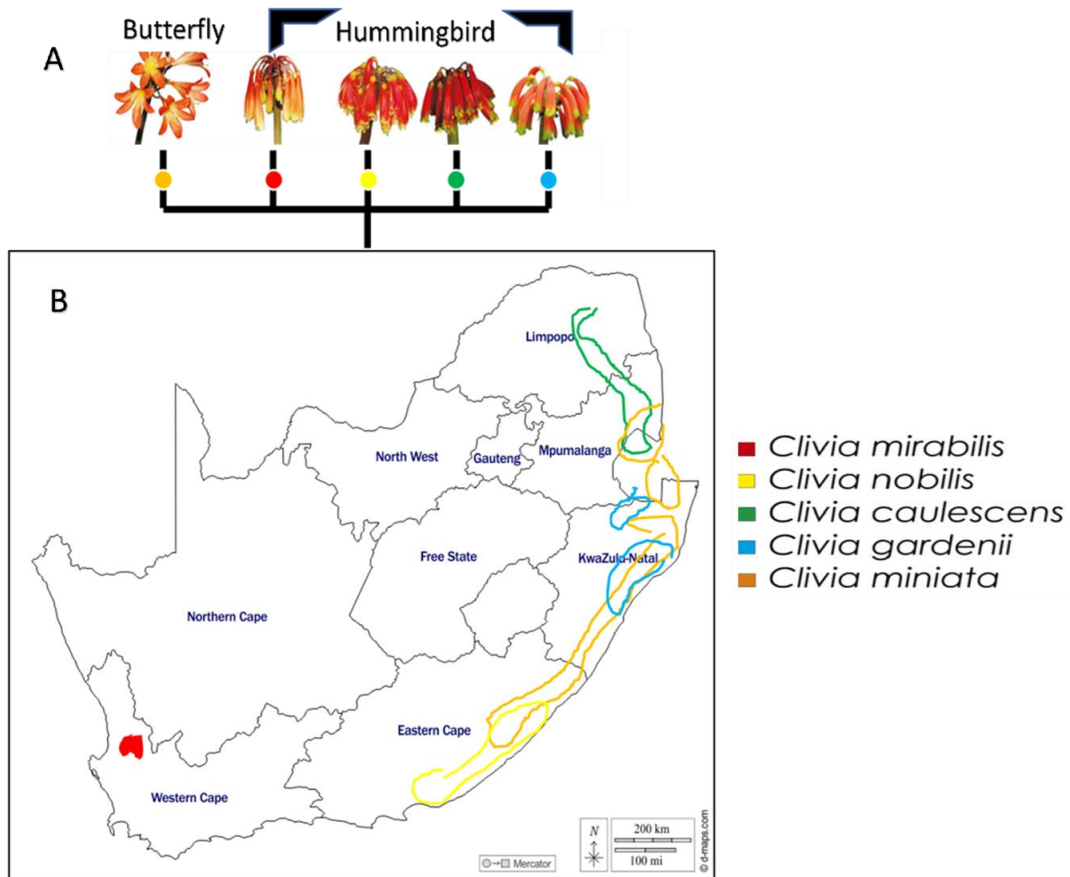 Butterfly
Hummingbird
A
B
Limpopo
North West
Gauteng
Mpumalanga
Free State
KwaZulu-Natal
Northern Cape
Eastern Cape
Western Cape
Clivia mirabilis
Clivia nobilis
Clivia caulescens
Clivia gardenii
Clivia miniata
N
200 km
100 mi
Mercator
© d-maps.com